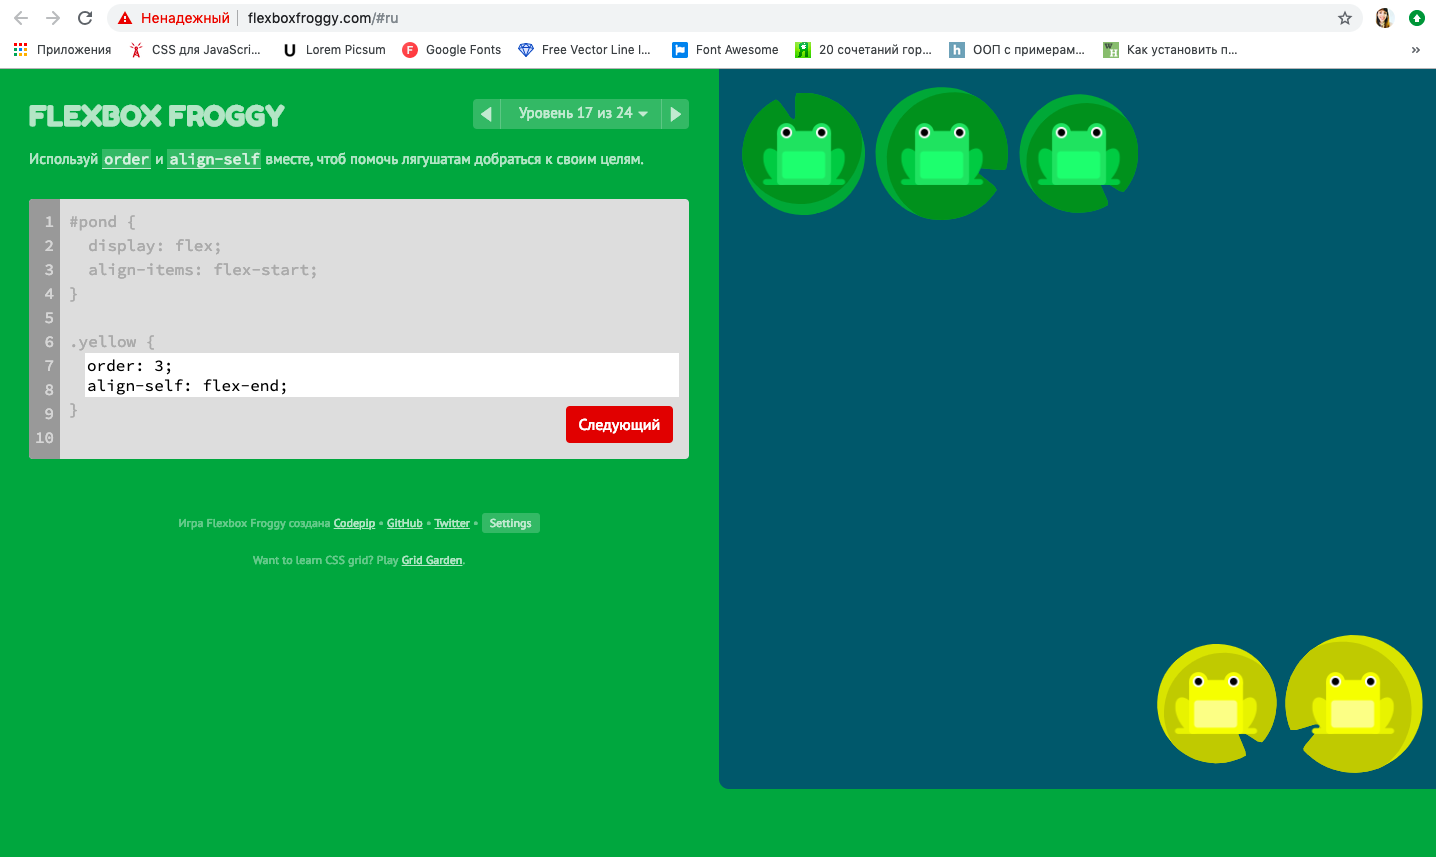 Ненадежный | flexboxfroggy.com/#ru
Приложения CSS для JavaScri... U Lorem Picsum F Google Fonts Free Vector Line I... Font Awesome 20 сочетаний гор... h ООП с примерам... WH Как установить п... »
FLEXBOX FROGGY
Уровень 17 из 24
Используй order и align-self вместе, чтоб помочь лягушатам добраться к своим целям.
1 #pond {
2 display: flex;
3 align-items: flex-start;
4 }
5
6 .yellow {
7 order: 3;
8 align-self: flex-end;
9 }
10
Следующий
Игра Flexbox Froggy создана Codepip • GitHub • Twitter • Settings
Want to learn CSS grid? Play Grid Garden.